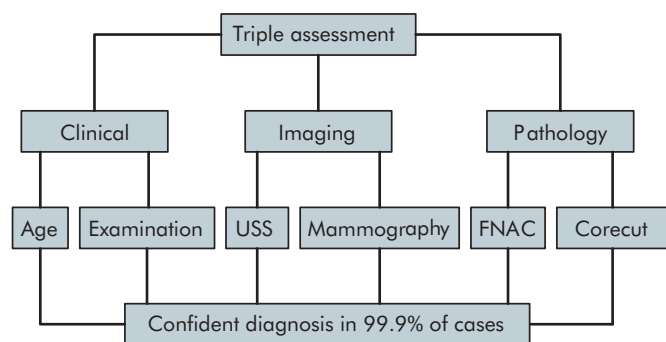 Triple assessment
Clinical
Imaging
Pathology
Age
Examination
USS
Mammography
FNAC
Corecut
Confident diagnosis in 99.9% of cases